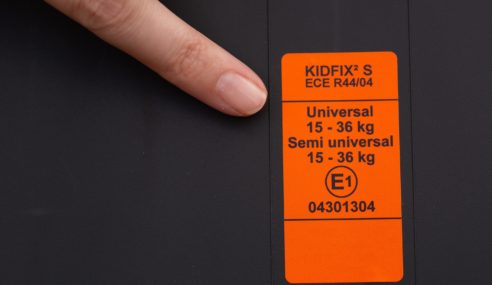 KIDFIX² S
ECE R44/04
Universal
15 - 36 kg
Semi universal
15 - 36 kg
E1
04301304